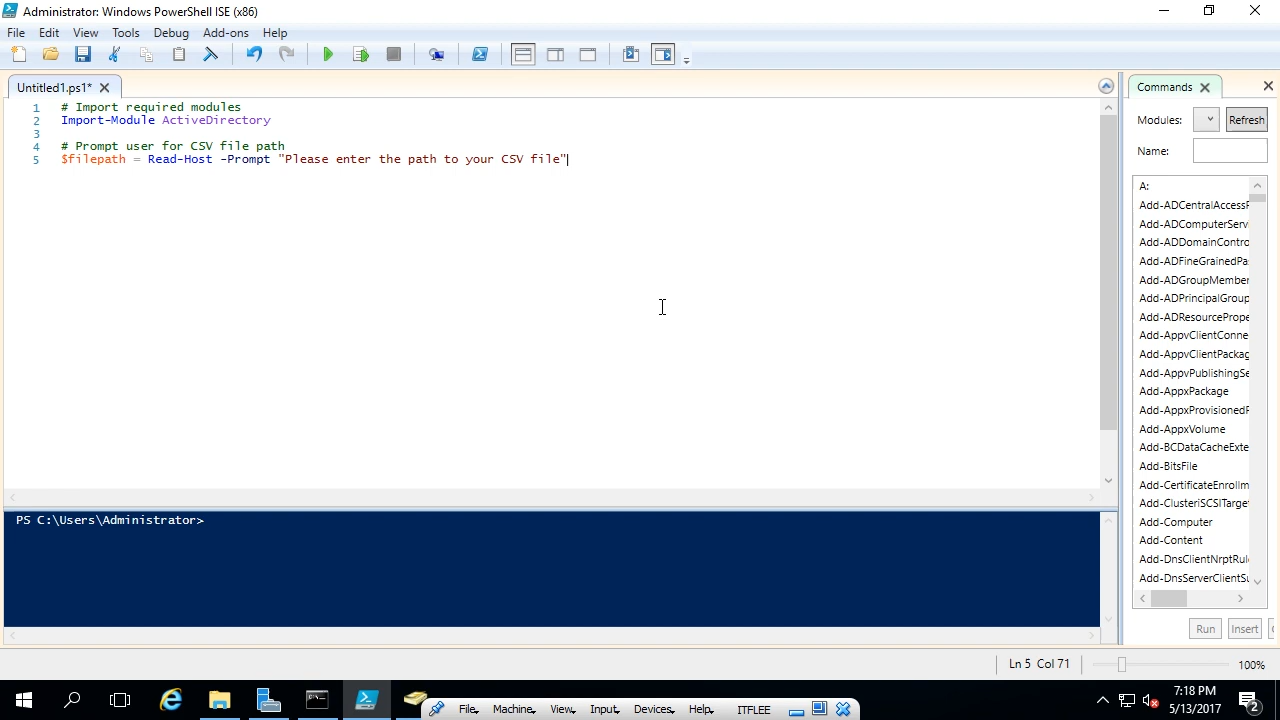 Administrator: Windows PowerShell ISE (x86)
File Edit View Tools Debug Add-ons Help
Untitled1.ps1*
1 # Import required modules
2 Import-Module ActiveDirectory
3
4 # Prompt user for CSV file path
5 $filepath = Read-Host -Prompt "Please enter the path to your CSV file"
PS C:\Users\Administrator>
Commands
Modules: Refresh
Name:
A:
Add-ADCentralAccessP
Add-ADComputerServ
Add-ADDomainContro
Add-ADFineGrainedPa
Add-ADGroupMember
Add-ADPrincipalGroup
Add-ADResourcePrope
Add-AppvClientConne
Add-AppvClientPackag
Add-AppvPublishingSe
Add-AppxPackage
Add-AppxProvisionedP
Add-AppxVolume
Add-BCDataCacheExte
Add-BitsFile
Add-CertificateEnrollm
Add-ClusteriSCSITarget
Add-Computer
Add-Content
Add-DnsClientNrptRul
Add-DnsServerClientSu
Run Insert
Ln 5 Col 71 100%
File Machine View Input Devices Help ITFLEE
7:18 PM
5/13/2017
2